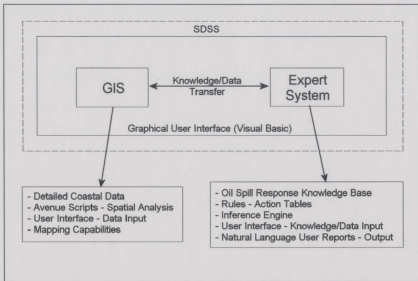 SDSS
GIS
Knowledge/Data
Transfer
Expert
System
Graphical User Interface (Visual Basic)
- Detailed Coastal Data
- Avenue Scripts - Spatial Analysis
- User Interface - Data Input
- Mapping Capabilities
- Oil Spill Response Knowledge Base
- Rules - Action Tables
- Inference Engine
- User Interface - Knowledge/Data Input
- Natural Language User Reports - Output